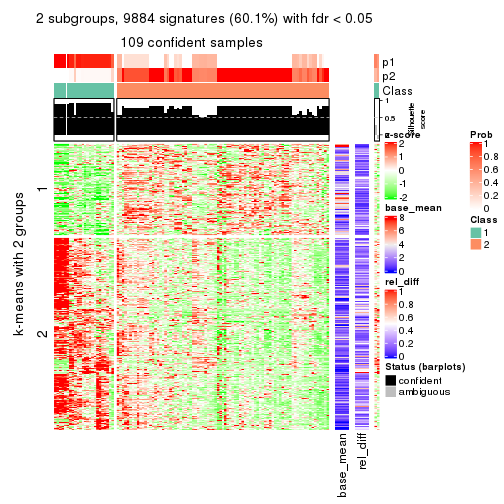 2 subgroups, 9884 signatures (60.1%) with fdr < 0.05
109 confident samples
p1
p2
Class
1
0.5
0
Silhouette
score
k-means with 2 groups
1
2
base_mean
rel_diff
z-score
2
1
0
-1
-2
base_mean
8
6
4
2
0
rel_diff
1
0.8
0.6
0.4
0.2
0
Status (barplots)
confident
ambiguous
Prob
1
0.8
0.6
0.4
0.2
0
Class
1
2